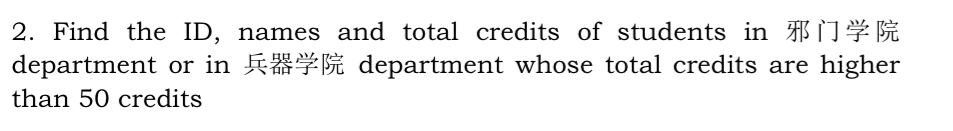 2. Find the ID, names and total credits of students in 邪门学院
department or in 兵器学院 department whose total credits are higher
than 50 credits